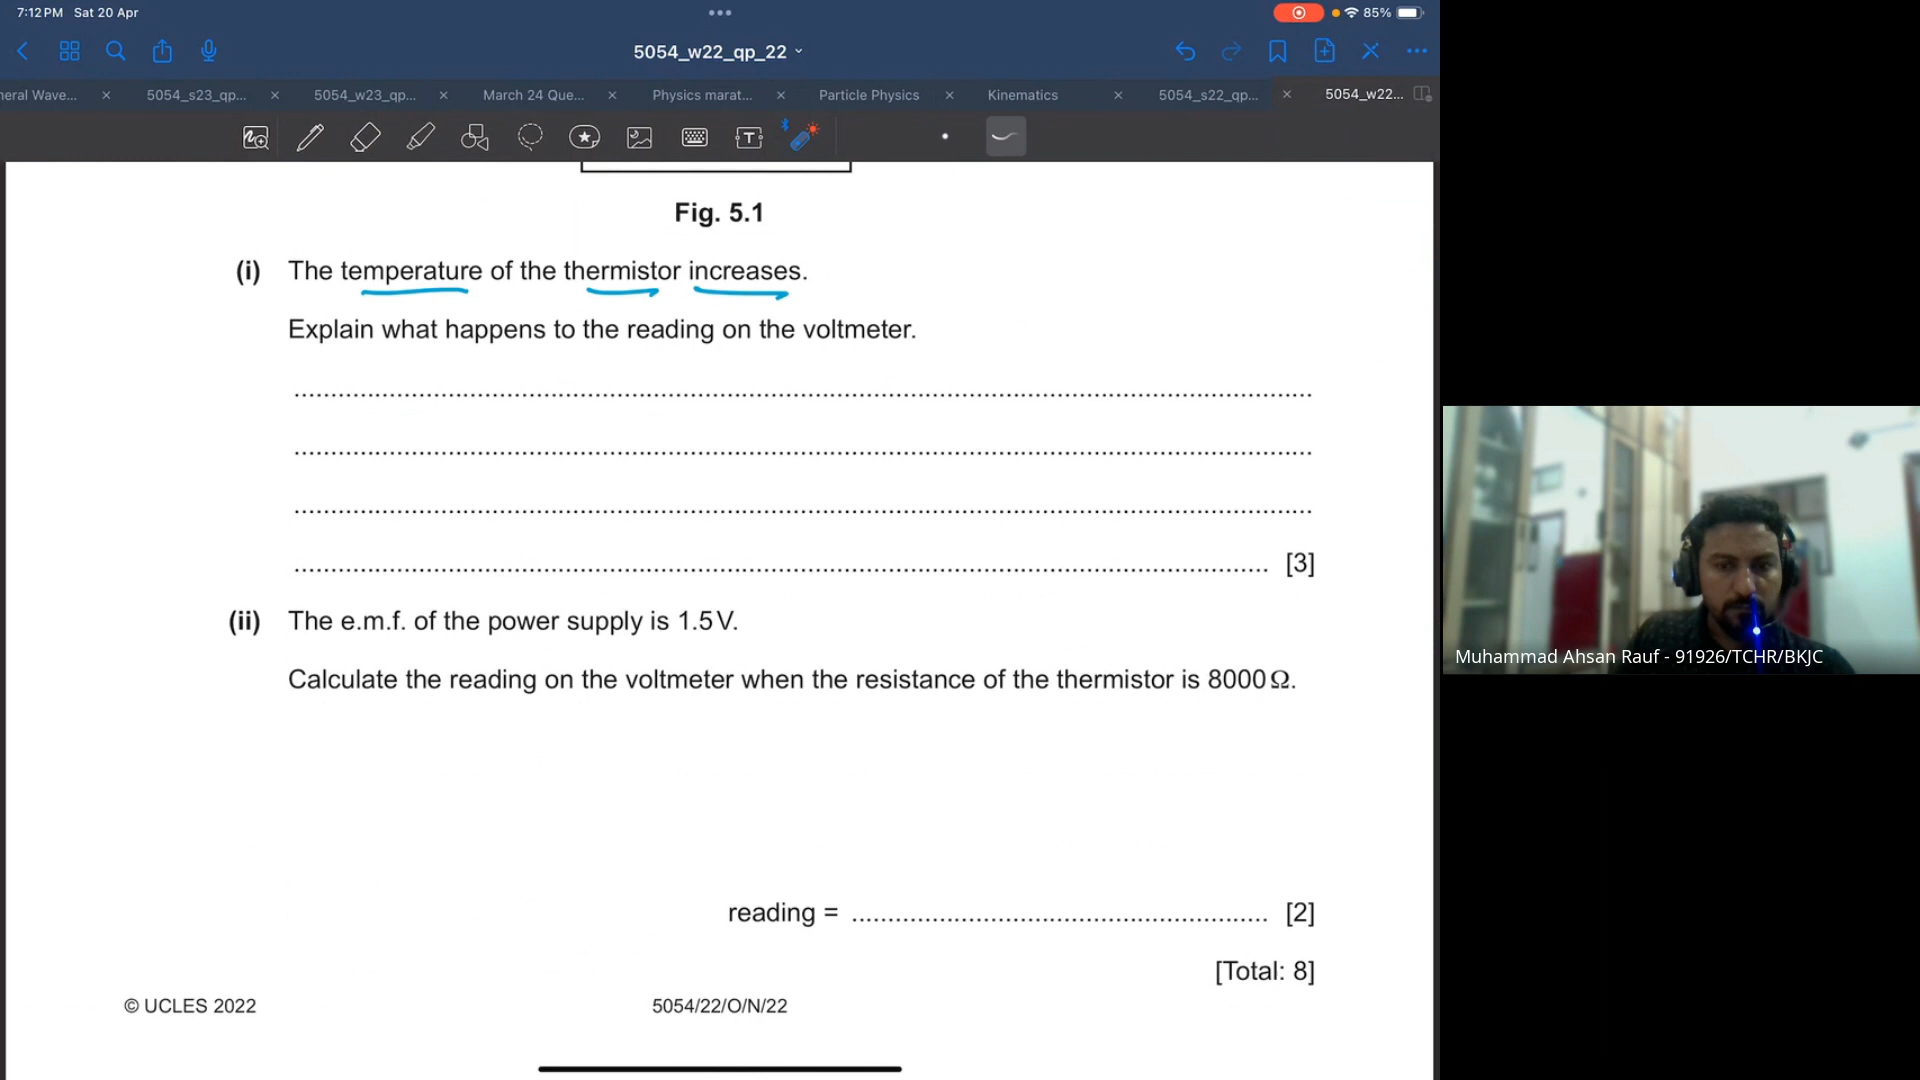 7:12 PM Sat 20 Apr
85%
5054_w22_qp_22
neral Wave...
5054_s23_qp...
5054_w23_qp...
March 24 Que...
Physics marat...
Particle Physics
Kinematics
5054_s22_qp...
5054_w22...
Fig. 5.1
(i) The temperature of the thermistor increases.
Explain what happens to the reading on the voltmeter.
[3]
(ii) The e.m.f. of the power supply is 1.5 V.
Calculate the reading on the voltmeter when the resistance of the thermistor is 8000 Ω.
reading = [2]
[Total: 8]
© UCLES 2022
5054/22/O/N/22
Muhammad Ahsan Rauf - 91926/TCHR/BKJC